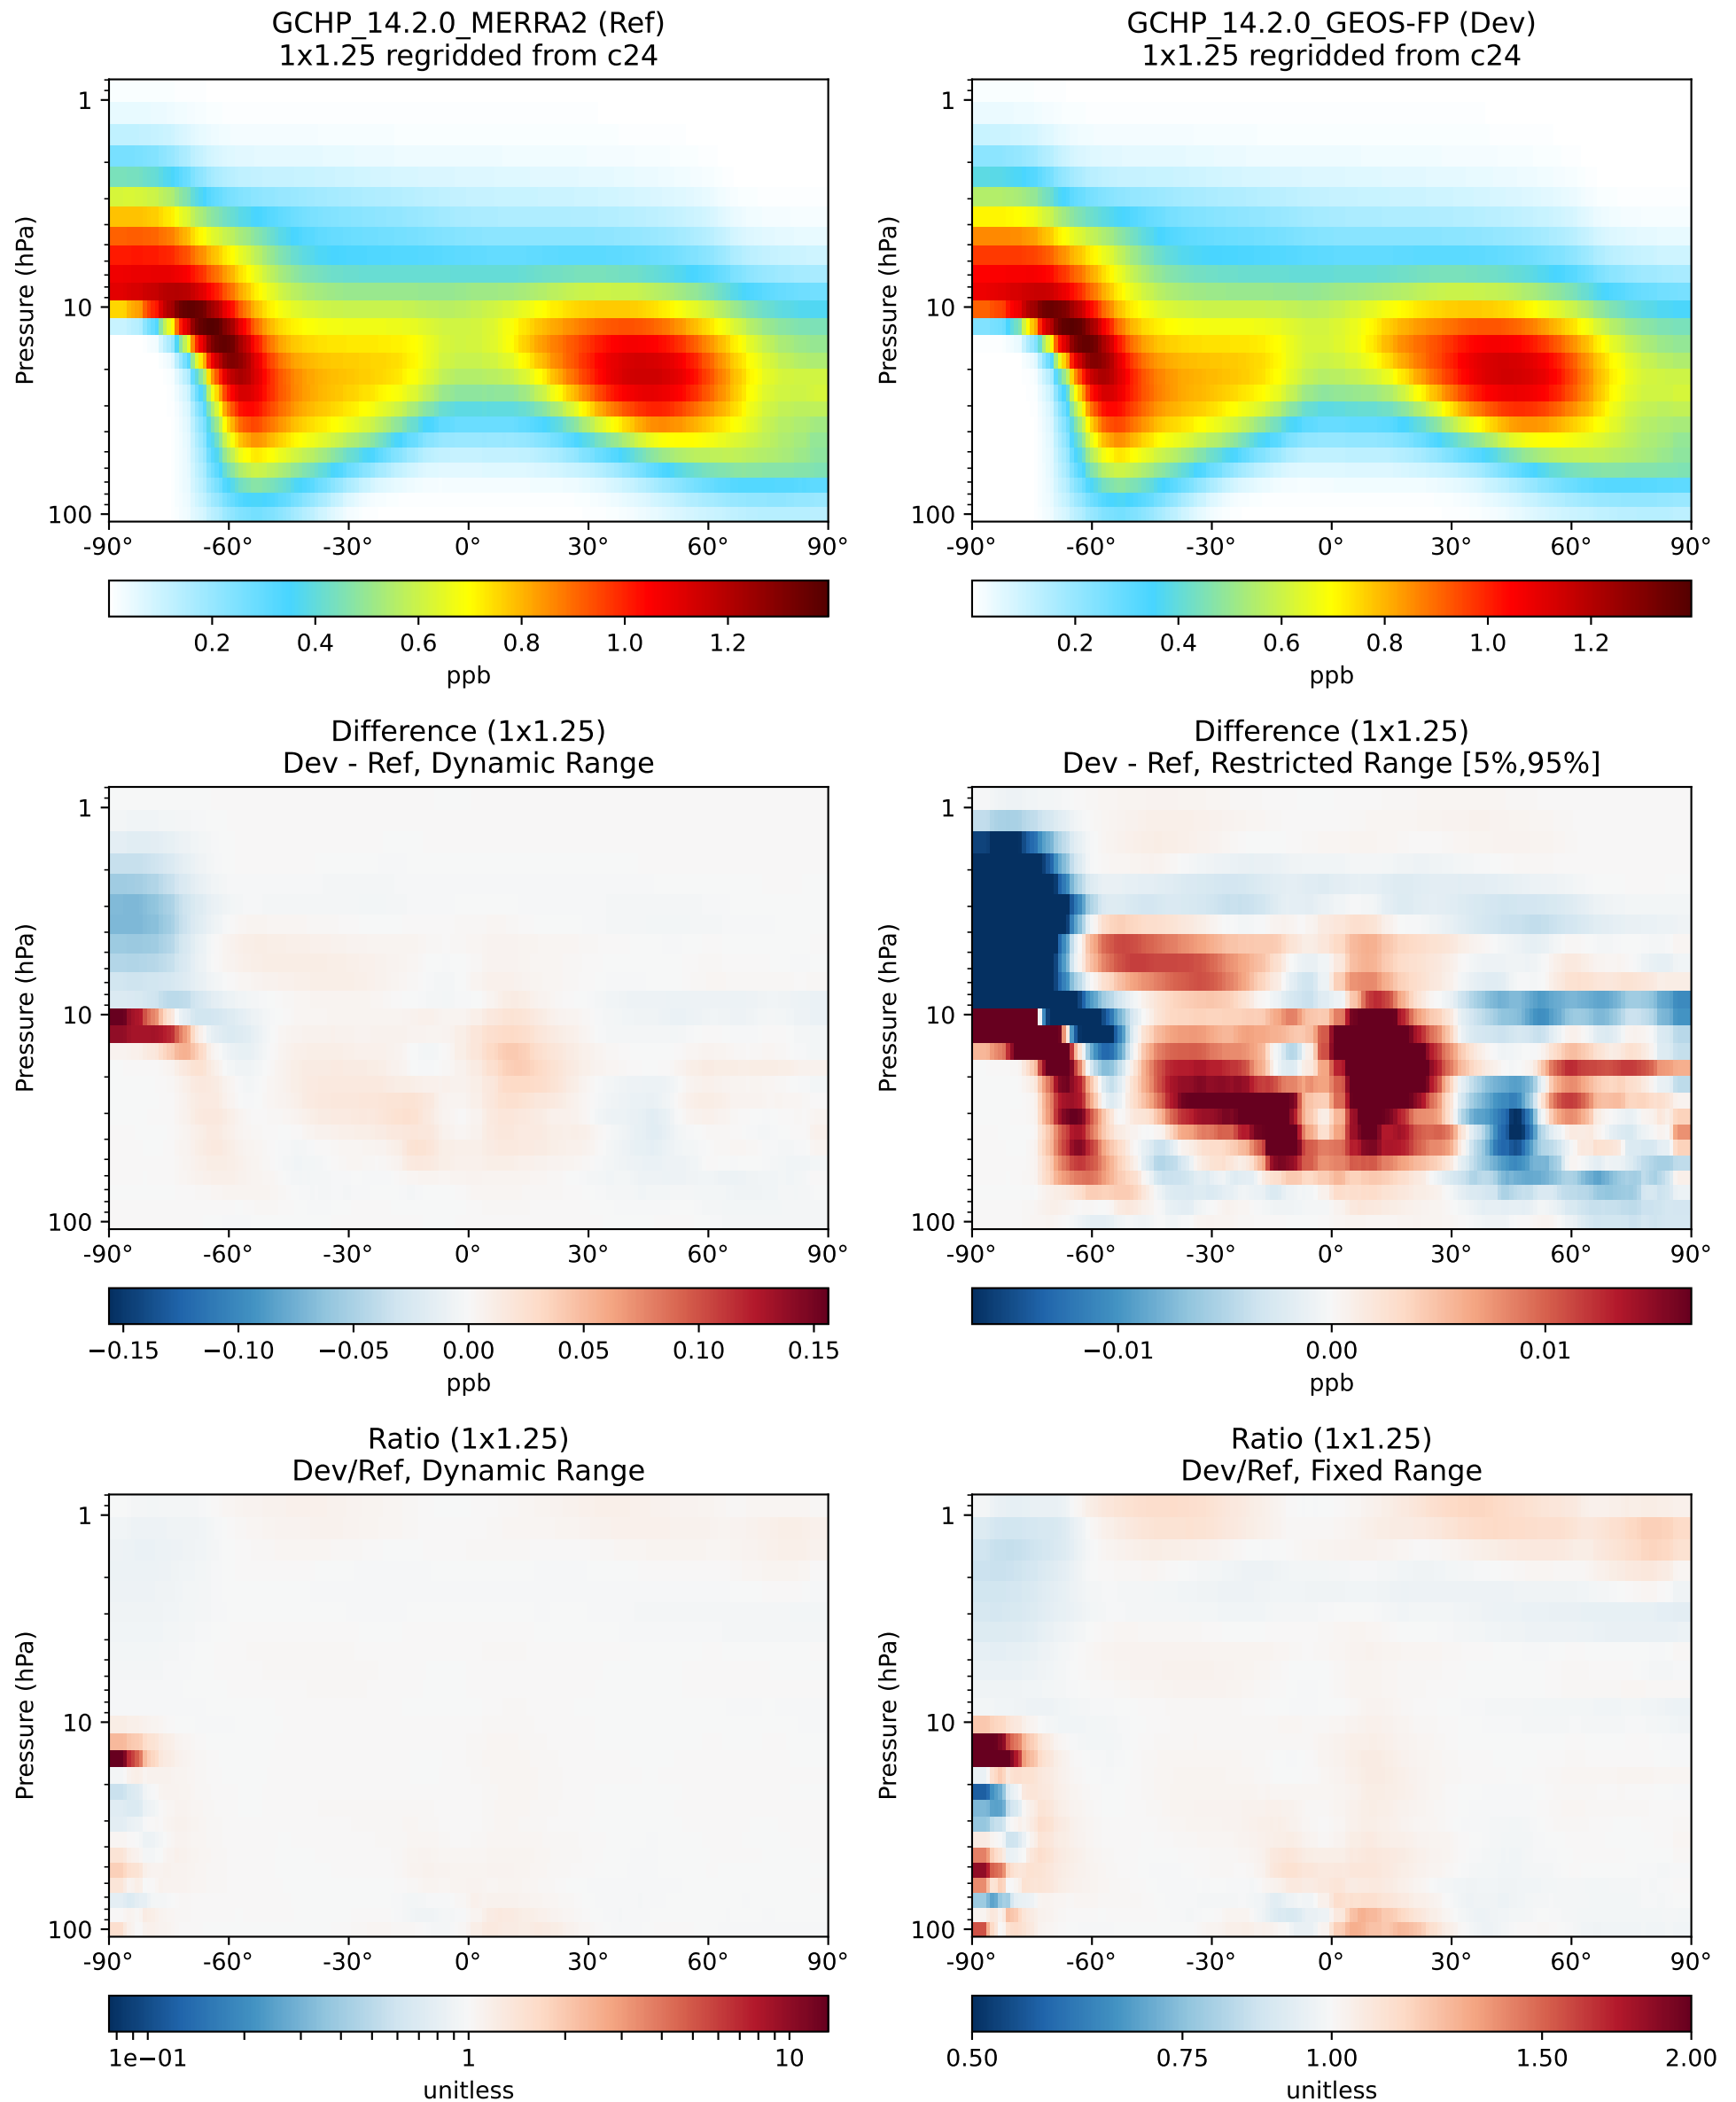 GCHP_14.2.0_MERRA2 (Ref)
1x1.25 regridded from c24
Pressure (hPa)
1
10
100
-90° -60° -30° 0° 30° 60° 90°
0.2 0.4 0.6 0.8 1.0 1.2
ppb
GCHP_14.2.0_GEOS-FP (Dev)
1x1.25 regridded from c24
Pressure (hPa)
1
10
100
-90° -60° -30° 0° 30° 60° 90°
0.2 0.4 0.6 0.8 1.0 1.2
ppb
Difference (1x1.25)
Dev - Ref, Dynamic Range
Pressure (hPa)
1
10
100
-90° -60° -30° 0° 30° 60° 90°
−0.15 −0.10 −0.05 0.00 0.05 0.10 0.15
ppb
Difference (1x1.25)
Dev - Ref, Restricted Range [5%,95%]
Pressure (hPa)
1
10
100
-90° -60° -30° 0° 30° 60° 90°
−0.01 0.00 0.01
ppb
Ratio (1x1.25)
Dev/Ref, Dynamic Range
Pressure (hPa)
1
10
100
-90° -60° -30° 0° 30° 60° 90°
1e−01 1 10
unitless
Ratio (1x1.25)
Dev/Ref, Fixed Range
Pressure (hPa)
1
10
100
-90° -60° -30° 0° 30° 60° 90°
0.50 0.75 1.00 1.50 2.00
unitless